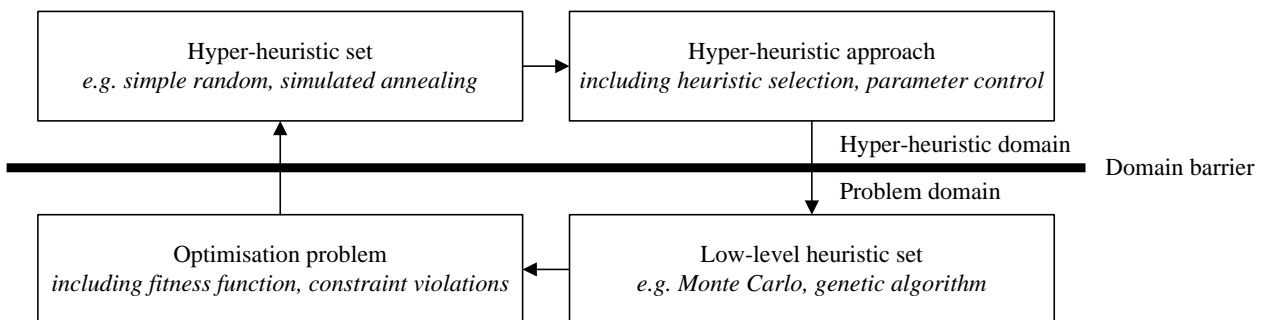 Hyper-heuristic set
e.g. simple random, simulated annealing
Hyper-heuristic approach
including heuristic selection, parameter control
Hyper-heuristic domain
Domain barrier
Problem domain
Optimisation problem
including fitness function, constraint violations
Low-level heuristic set
e.g. Monte Carlo, genetic algorithm